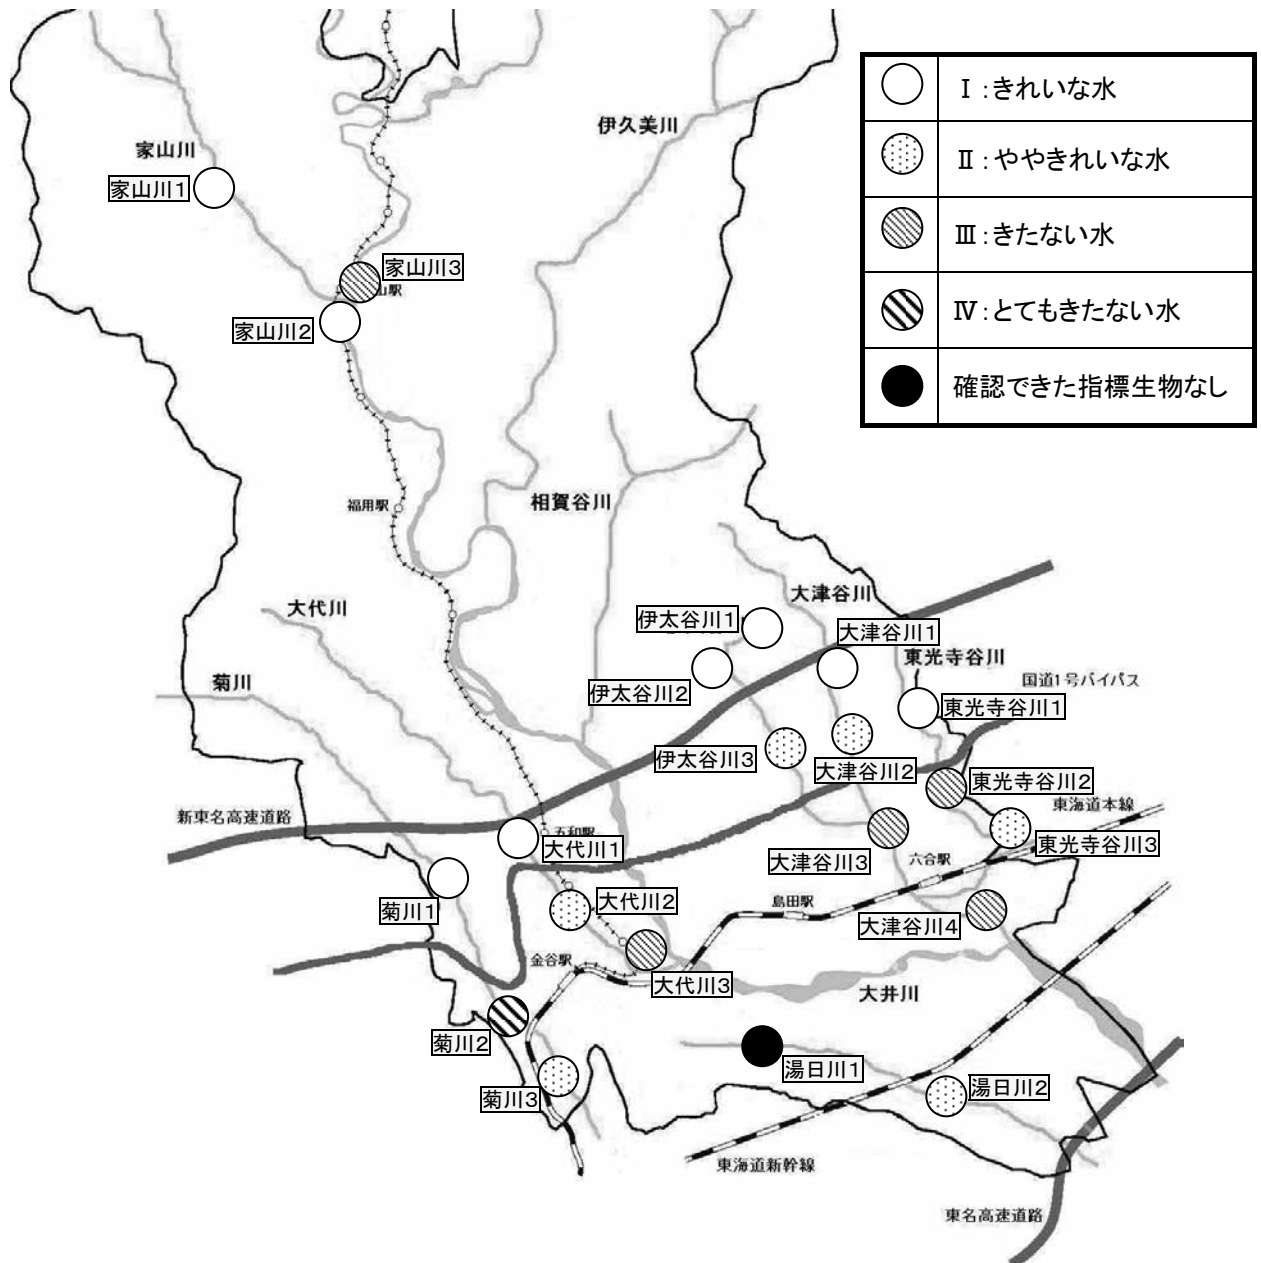 Ⅰ：きれいな水
Ⅱ：ややきれいな水
Ⅲ：きたない水
Ⅳ：とてもきたない水
確認できた指標生物なし
伊久美川
家山川
家山川1
家山川3
山駅
家山川2
福用駅
相賀谷川
大津谷川
大代川
伊太谷川1
大津谷川1
東光寺谷川
菊川
伊太谷川2
国道1号バイパス
東光寺谷川1
伊太谷川3
大津谷川2
東光寺谷川2
東海道本線
新東名高速道路
五和駅
大代川1
東光寺谷川3
大津谷川3
六合駅
菊川1
大代川2
島田駅
大津谷川4
金谷駅
大代川3
大井川
菊川2
湯日川1
菊川3
湯日川2
東海道新幹線
東名高速道路